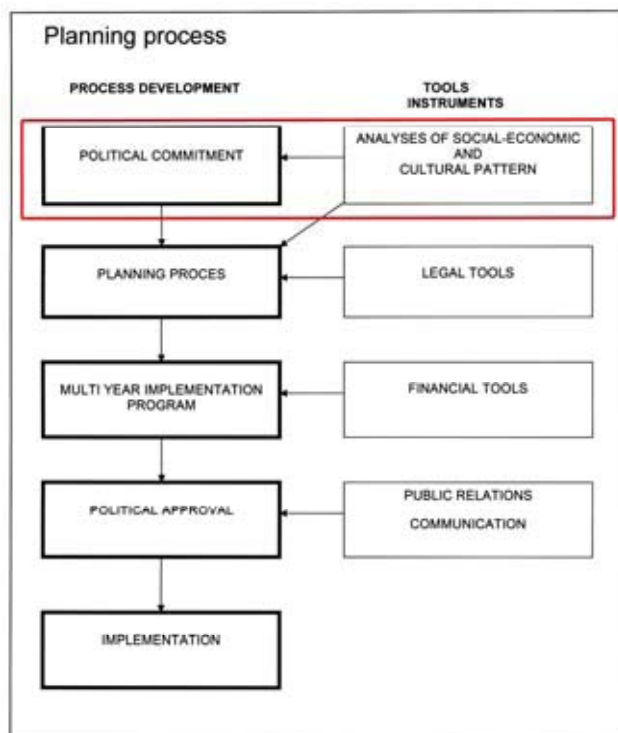 Planning process
PROCESS DEVELOPMENT
TOOLS
INSTRUMENTS
POLITICAL COMMITMENT
ANALYSES OF SOCIAL-ECONOMIC
AND
CULTURAL PATTERN
PLANNING PROCES
LEGAL TOOLS
MULTI YEAR IMPLEMENTATION
PROGRAM
FINANCIAL TOOLS
POLITICAL APPROVAL
PUBLIC RELATIONS
COMMUNICATION
IMPLEMENTATION